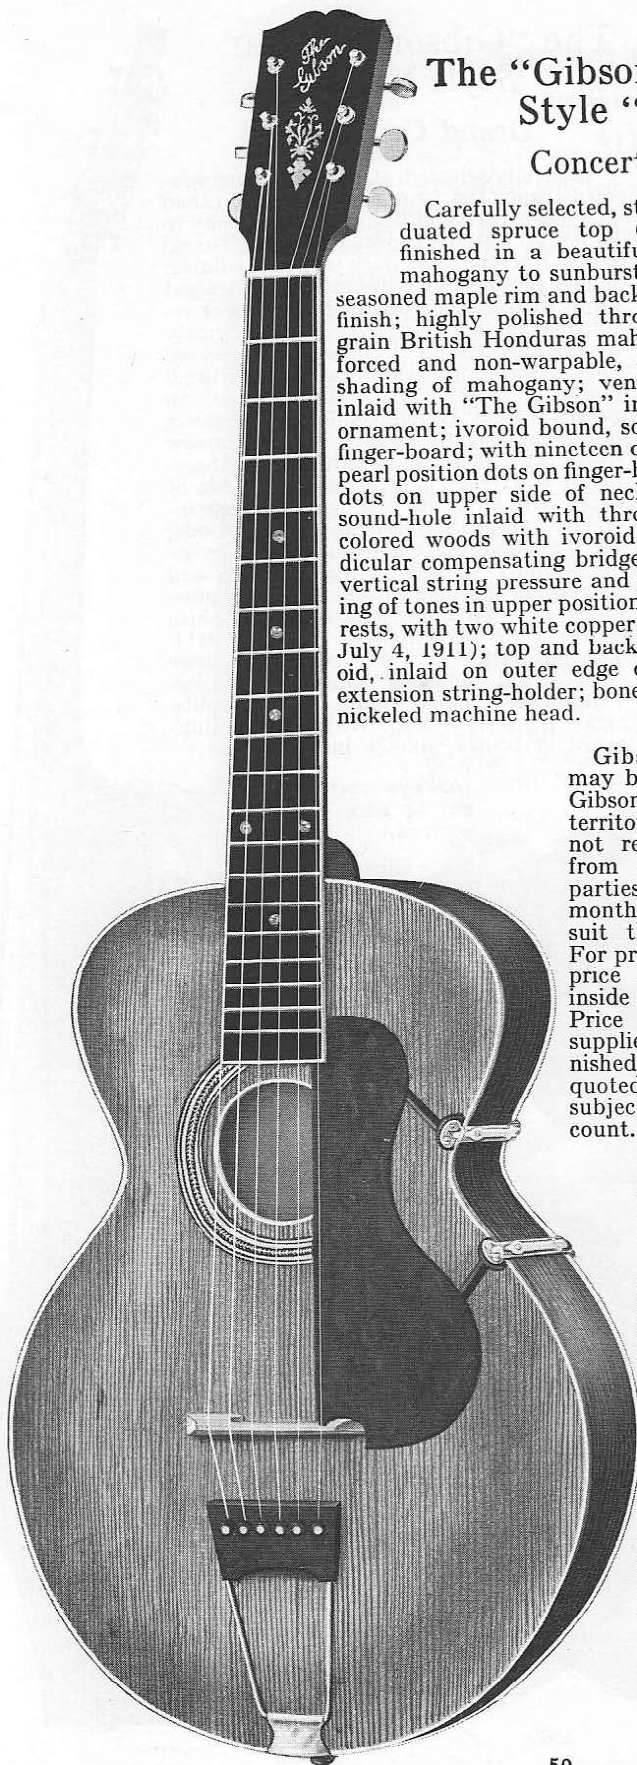 The
Gibson
The "Gibso
Style "
Concert
Carefully selected, st
duated spruce top
finished in a beautifu
mahogany to sunburst
seasoned maple rim and back
finish; highly polished thro
grain British Honduras mah
forced and non-warpable,
shading of mahogany; ven
inlaid with "The Gibson" in
ornament; ivoroid bound, so
finger-board; with nineteen
pearl position dots on finger-b
dots on upper side of nec
sound-hole inlaid with thr
colored woods with ivoroid
dicular compensating bridge
vertical string pressure and
ing of tones in upper position
rests, with two white copper
July 4, 1911); top and back
oid, inlaid on outer edge
extension string-holder; bone
nickeled machine head.
Gibs
may b
Gibson
territo
not re
from
parties
month
suit th
For pr
price
inside
Price
supplie
nished
quoted
subjec
count.
50